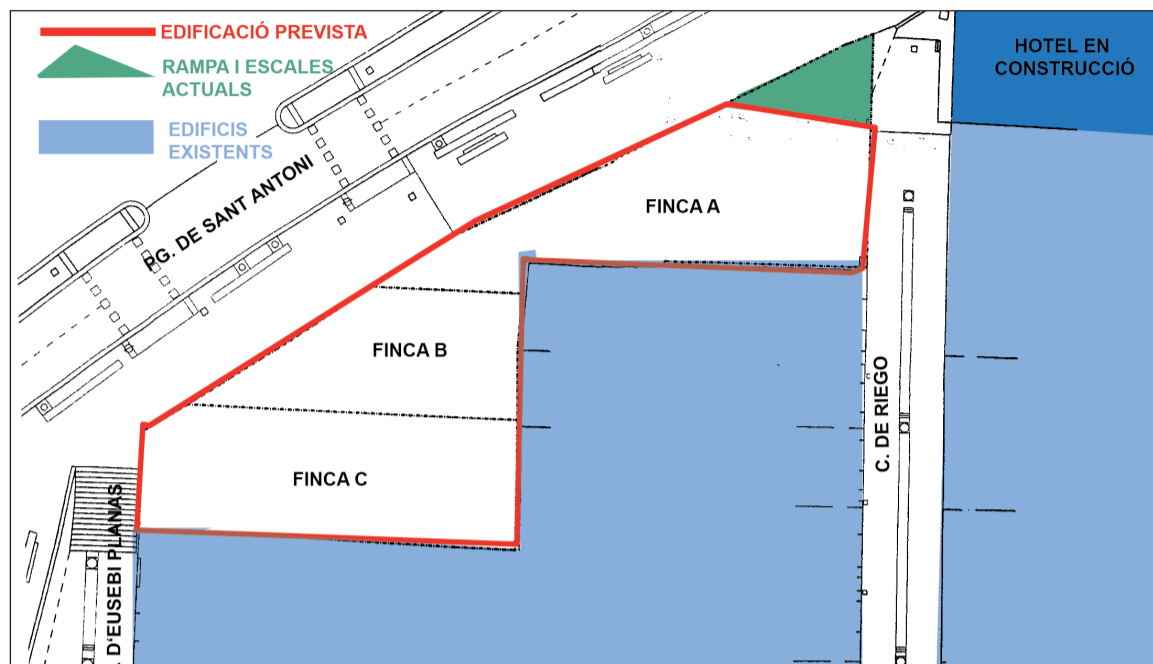 EDIFICACIÓ PREVISTA
RAMPA I ESCALES
ACTUALS
EDIFICIS
EXISTENTS
HOTEL EN
CONSTRUCCIÓ
PG. DE SANT ANTONI
FINCA A
FINCA B
FINCA C
C. DE RIEGO
. D'EUSEBI PLANAS